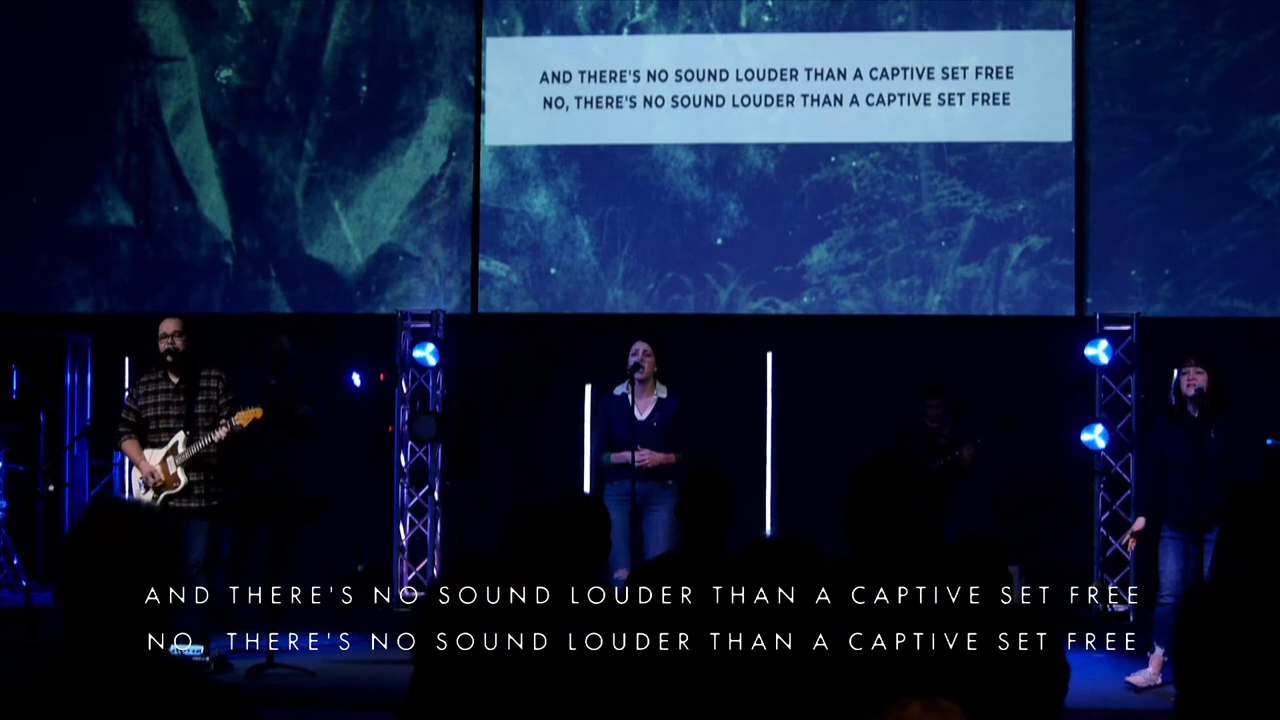 AND THERE'S NO SOUND LOUDER THAN A CAPTIVE SET FREE
NO, THERE'S NO SOUND LOUDER THAN A CAPTIVE SET FREE
AND THERE'S NO SOUND LOUDER THAN A CAPTIVE SET FREE
NO, THERE'S NO SOUND LOUDER THAN A CAPTIVE SET FREE